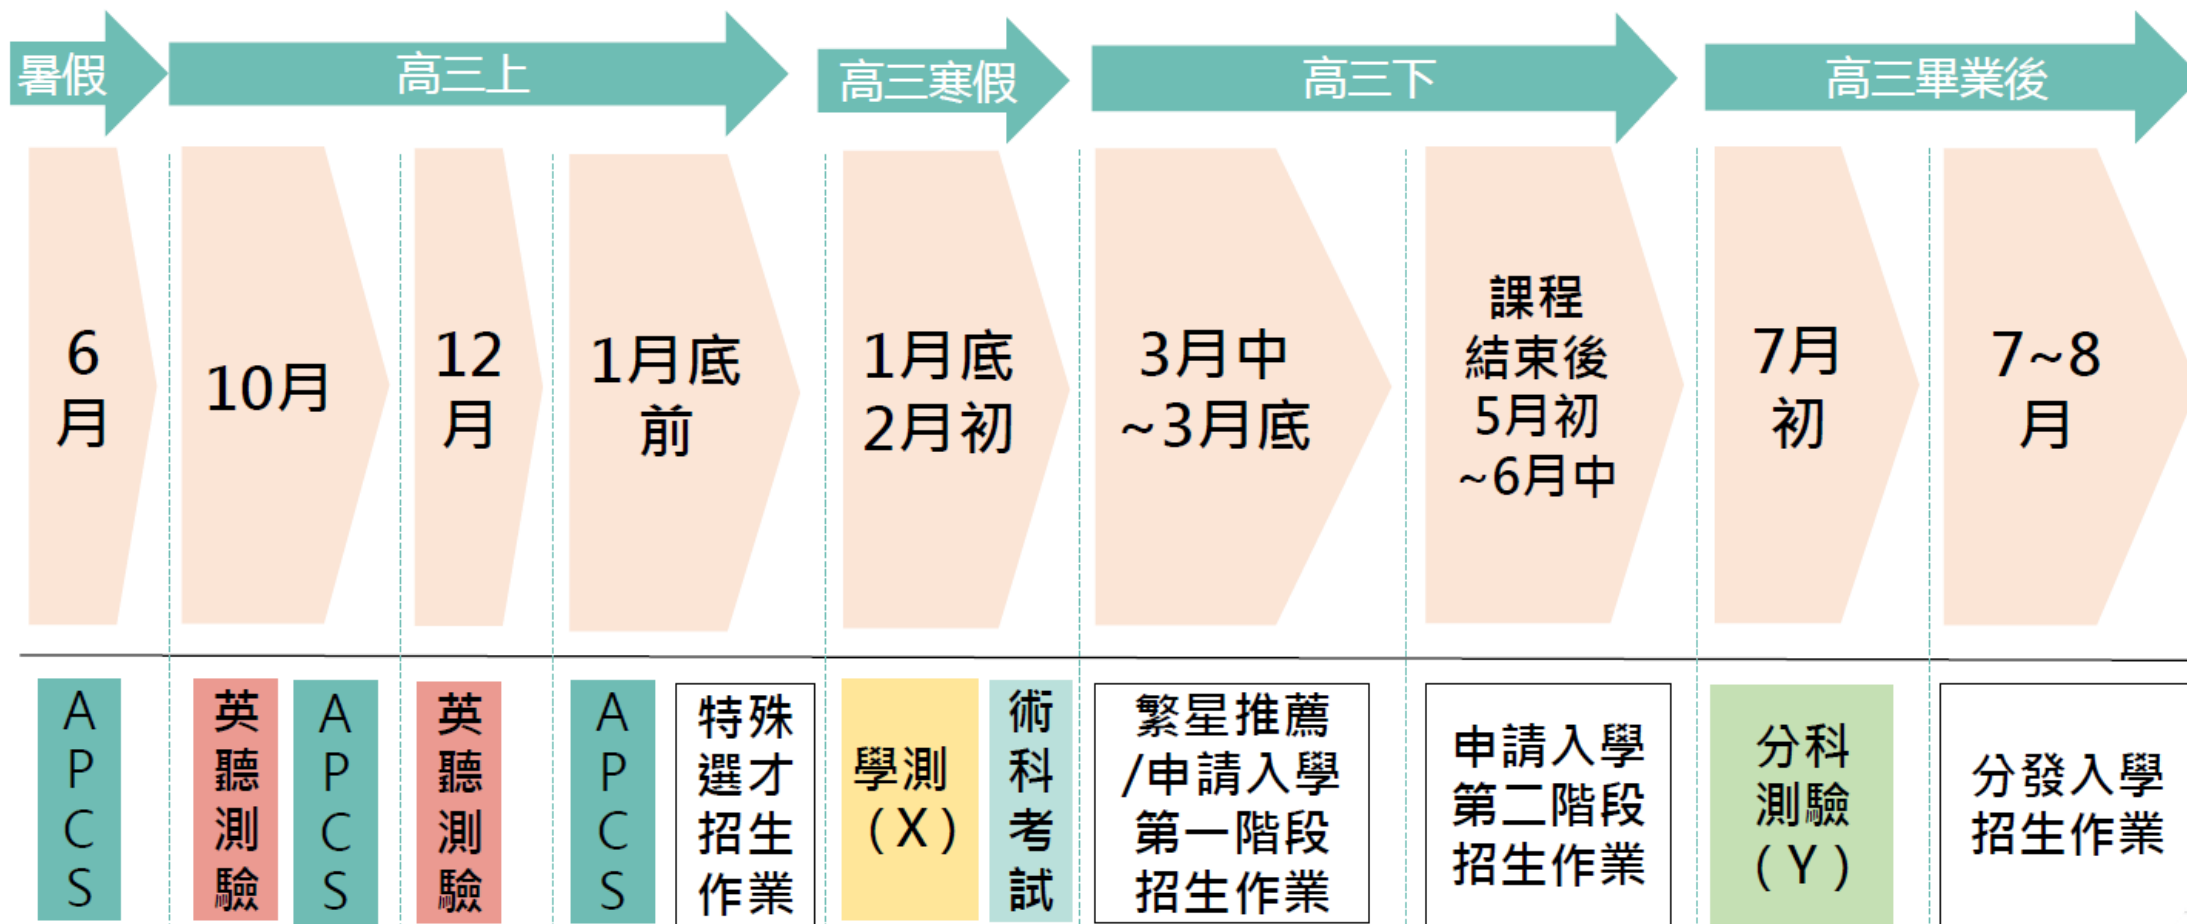 暑假
高三上
高三寒假
高三下
高三畢業後
6
月
10月
12
月
1月底
前
1月底
2月初
3月中
~3月底
課程
結束後
5月初
~6月中
7月
初
7~8
月
A
P
C
S
英
聽
測
驗
A
P
C
S
英
聽
測
驗
A
P
C
S
特殊
選才
招生
作業
學測
(X)
術
科
考
試
繁星推薦
/申請入學
第一階段
招生作業
申請入學
第二階段
招生作業
分科
測驗
(Y)
分發入學
招生作業